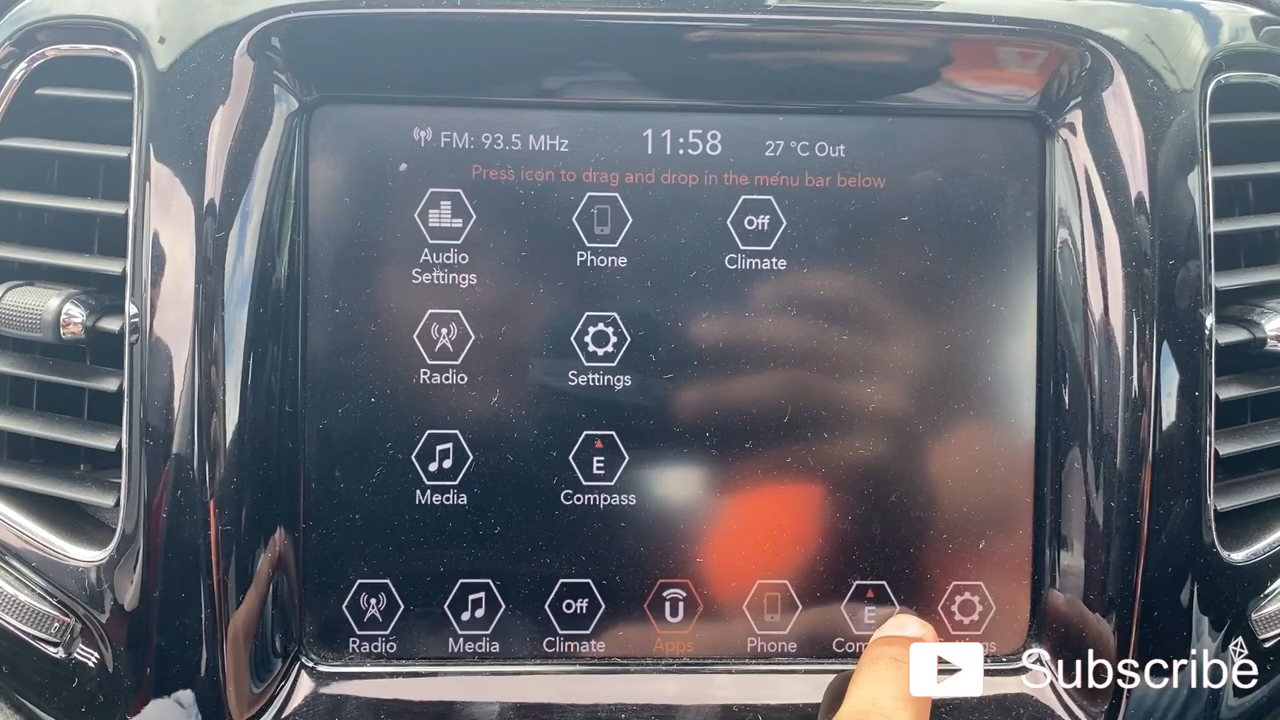 FM: 93.5 MHz 11:58 27 °C Out
Press icon to drag and drop in the menu bar below
Audio
Settings
Phone
Off
Climate
Radio
Settings
Media
E
Compass
Radio
Media
Off
Climate
Apps
Phone
E
Subscribe